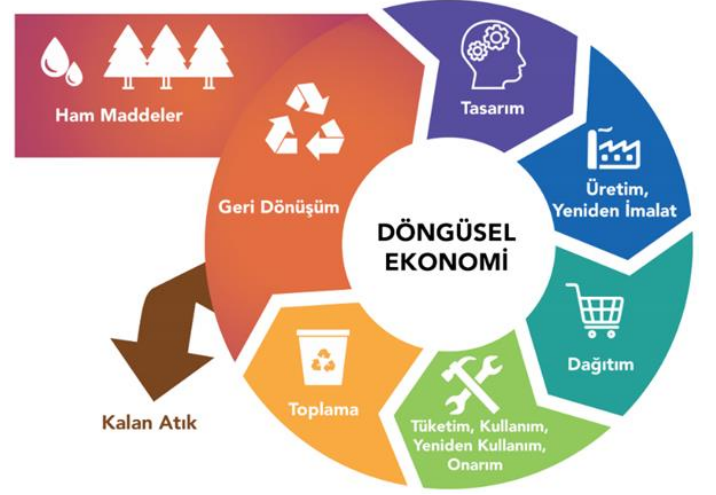 Ham Maddeler
Tasarım
Üretim,
Yeniden İmalat
Geri Dönüşüm
DÖNGÜSEL
EKONOMİ
Dağıtım
Toplama
Tüketim, Kullanım,
Yeniden Kullanım,
Onarım
Kalan Atık